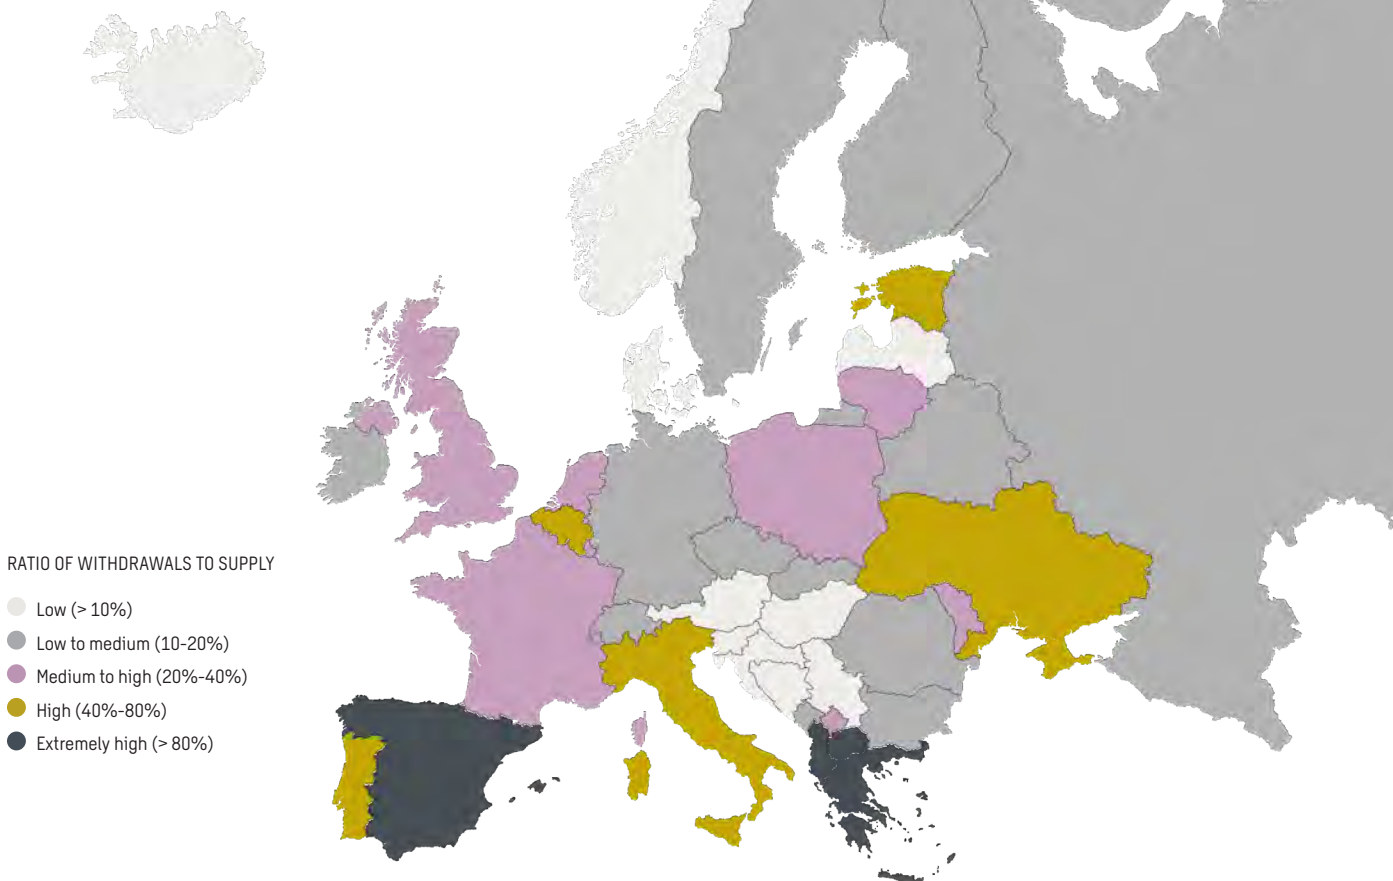 RATIO OF WITHDRAWALS TO SUPPLY
Low (> 10%)
Low to medium (10-20%)
Medium to high (20%-40%)
High (40%-80%)
Extremely high (> 80%)